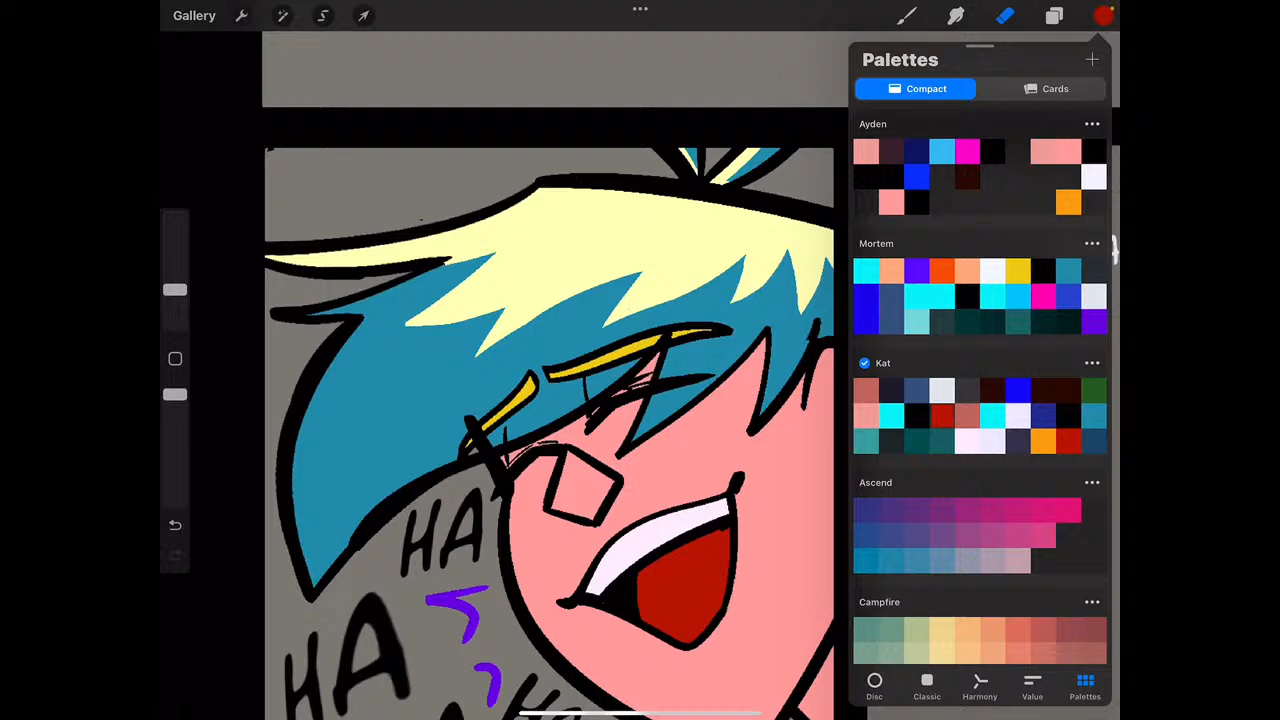 Gallery
Palettes
Compact
Cards
Ayden
Mortem
Kat
Ascend
Campfire
Disc
Classic
Harmony
Value
Palettes
HA
HA